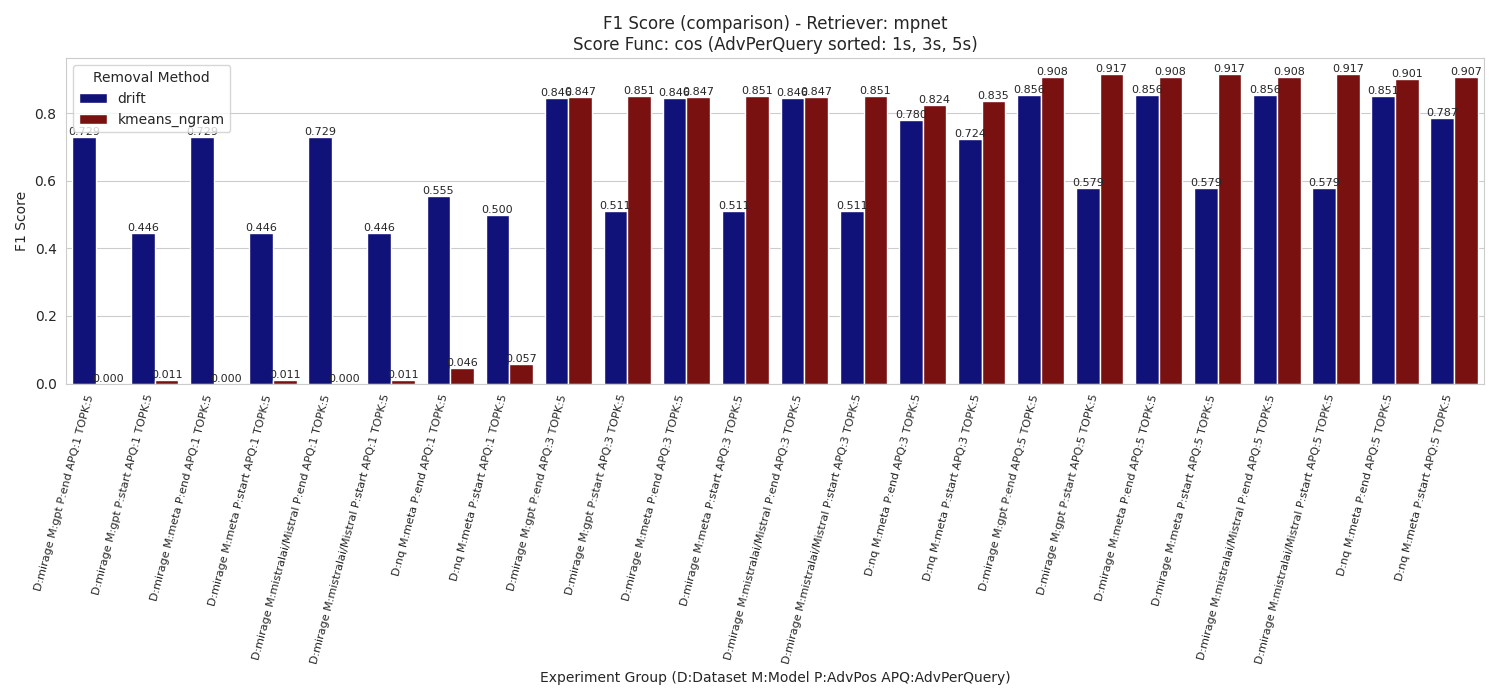 F1 Score (comparison) - Retriever: mpnet
Score Func: cos (AdvPerQuery sorted: 1s, 3s, 5s)
Removal Method
drift
kmeans_ngram
F1 Score
0.8
0.6
0.4
0.2
0.0
0.729
0.000
0.446
0.011
0.729
0.000
0.446
0.011
0.729
0.000
0.446
0.011
0.555
0.046
0.500
0.057
0.846
0.847
0.511
0.851
0.846
0.847
0.511
0.851
0.846
0.847
0.511
0.851
0.780
0.824
0.724
0.835
0.856
0.908
0.579
0.917
0.856
0.908
0.579
0.917
0.856
0.908
0.579
0.917
0.851
0.901
0.787
0.907
D:mirage M:gpt P:end APQ:1 TOPK:5
D:mirage M:gpt P:start APQ:1 TOPK:5
D:mirage M:meta P:end APQ:1 TOPK:5
D:mirage M:meta P:start APQ:1 TOPK:5
D:mirage M:mistralai/Mistral P:end APQ:1 TOPK:5
D:mirage M:mistralai/Mistral P:start APQ:1 TOPK:5
D:nq M:meta P:end APQ:1 TOPK:5
D:nq M:meta P:start APQ:1 TOPK:5
D:mirage M:gpt P:end APQ:3 TOPK:5
D:mirage M:gpt P:start APQ:3 TOPK:5
D:mirage M:meta P:end APQ:3 TOPK:5
D:mirage M:meta P:start APQ:3 TOPK:5
D:mirage M:mistralai/Mistral P:end APQ:3 TOPK:5
D:mirage M:mistralai/Mistral P:start APQ:3 TOPK:5
D:nq M:meta P:end APQ:3 TOPK:5
D:nq M:meta P:start APQ:3 TOPK:5
D:mirage M:gpt P:end APQ:5 TOPK:5
D:mirage M:gpt P:start APQ:5 TOPK:5
D:mirage M:meta P:end APQ:5 TOPK:5
D:mirage M:meta P:start APQ:5 TOPK:5
D:mirage M:mistralai/Mistral P:end APQ:5 TOPK:5
D:mirage M:mistralai/Mistral P:start APQ:5 TOPK:5
D:nq M:meta P:end APQ:5 TOPK:5
D:nq M:meta P:start APQ:5 TOPK:5
Experiment Group (D:Dataset M:Model P:AdvPos APQ:AdvPerQuery)